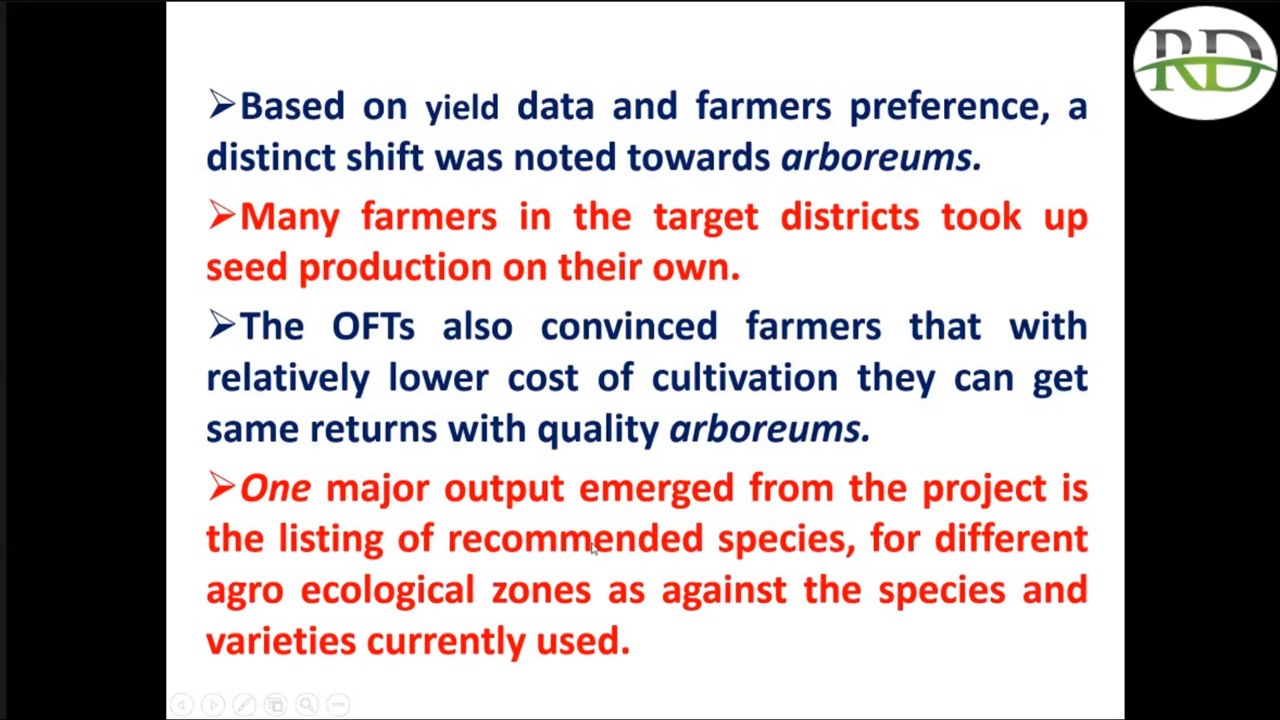 RD
➢Based on yield data and farmers preference, a
distinct shift was noted towards arboreums.
➢Many farmers in the target districts took up
seed production on their own.
➢The OFTs also convinced farmers that with
relatively lower cost of cultivation they can get
same returns with quality arboreums.
➢One major output emerged from the project is
the listing of recommended species, for different
agro ecological zones as against the species and
varieties currently used.